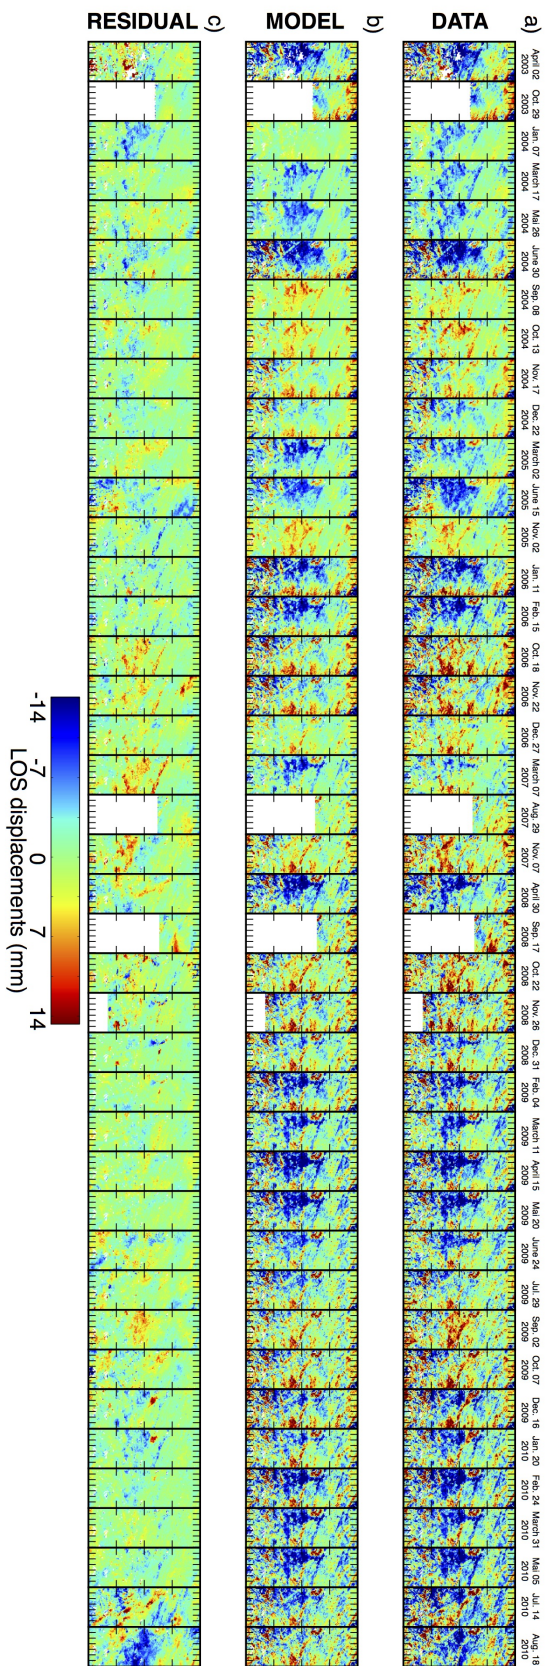 a)
April 02
2003
Oct. 29
2003
Jan. 07
2004
March 17
2004
Mai 26
2004
June 30
2004
Sep. 08
2004
Oct. 13
2004
Nov. 17
2004
Dec. 22
2004
March 02
2005
June 15
2005
Nov. 02
2005
Jan. 11
2006
Feb. 15
2006
Oct. 18
2006
Nov. 22
2006
Dec. 27
2006
March 07
2007
Aug. 29
2007
Nov. 07
2007
April 30
2008
Sep. 17
2008
Oct. 22
2008
Nov. 26
2008
Dec. 31
2008
Feb. 04
2009
March 11
2009
April 15
2009
Mai 20
2009
June 24
2009
Jul. 29
2009
Sep. 02
2009
Oct. 07
2009
Dec. 16
2009
Jan. 20
2010
Feb. 24
2010
March 31
2010
Mai 05
2010
Jul. 14
2010
Aug. 18
2010
DATA
b)
MODEL
c)
RESIDUAL
-14 -7 0 7 14
LOS displacements (mm)